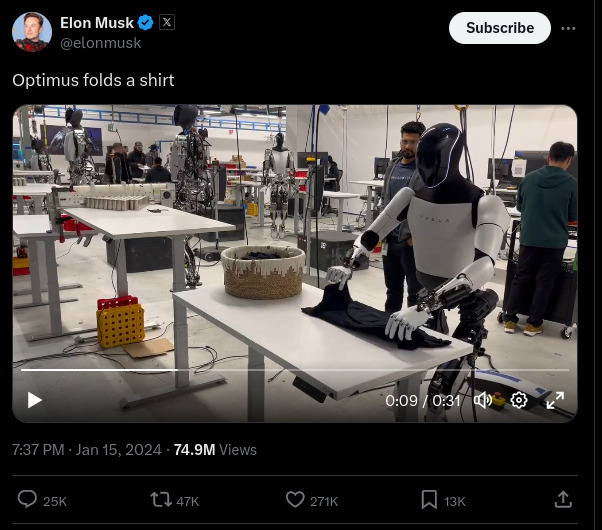 Elon Musk
@elonmusk
Subscribe
Optimus folds a shirt
TESLA
0:09 / 0:31
7:37 PM · Jan 15, 2024 · 74.9M Views
25K
47K
271K
13K